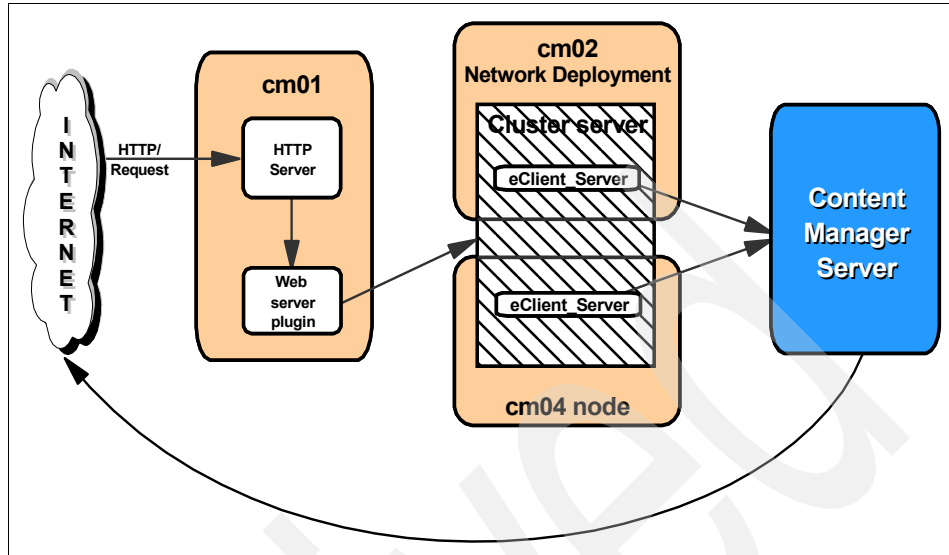 INTERNET
HTTP/
Request
cm01
HTTP
Server
Web
server
plugin
cm02
Network Deployment
Cluster server
eClient_Server
eClient_Server
cm04 node
Content
Manager
Server